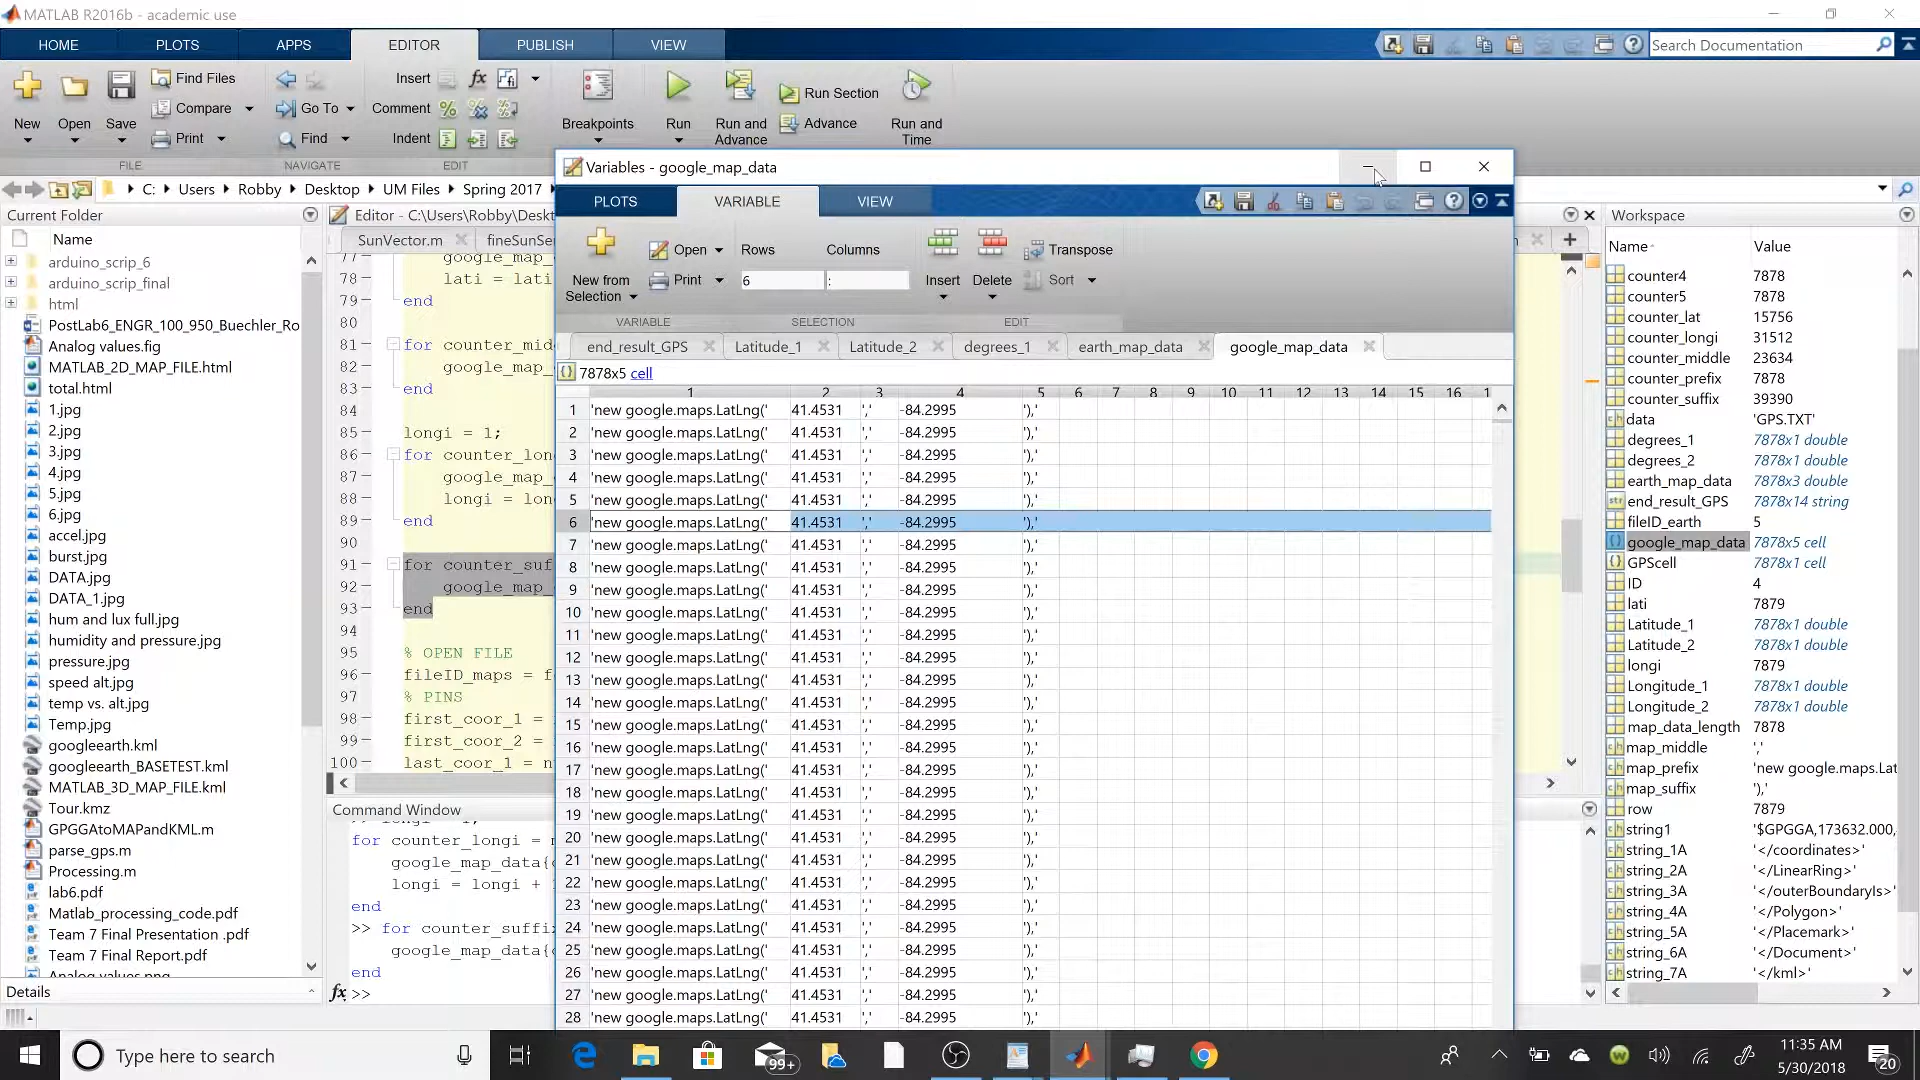 MATLAB R2016b - academic use
HOME PLOTS APPS EDITOR PUBLISH VIEW
Search Documentation
New Open Save
Find Files
Compare
Print
Go To
Find
Insert fx
Comment
Indent
Breakpoints
Run
Run and Advance
Run Section
Advance
Run and Time
FILE NAVIGATE EDIT
C: Users Robby Desktop UM Files Spring 2017
Current Folder
Name
arduino_scrip_6
arduino_scrip_final
html
PostLab6_ENGR_100_950_Buechler_Ro
Analog values.fig
MATLAB_2D_MAP_FILE.html
total.html
1.jpg
2.jpg
3.jpg
4.jpg
5.jpg
6.jpg
accel.jpg
burst.jpg
DATA.jpg
DATA_1.jpg
hum and lux full.jpg
humidity and pressure.jpg
pressure.jpg
speed alt.jpg
temp vs. alt.jpg
Temp.jpg
googleearth.kml
googleearth_BASETEST.kml
MATLAB_3D_MAP_FILE.kml
Tour.kmz
GPGGAtoMAPandKML.m
parse_gps.m
Processing.m
lab6.pdf
Matlab_processing_code.pdf
Team 7 Final Presentation .pdf
Team 7 Final Report.pdf
Analog values.png
Details
Editor - C:\Users\Robby\Deskt
SunVector.m fineSunSe
77 google_map_
78 lati = lati
79 end
80
81 for counter_midd
82 google_map_
83 end
84
85 longi = 1;
86 for counter_lon
87 google_map_
88 longi = lon
89 end
90
91 for counter_suf
92 google_map_
93 end
94
95 % OPEN FILE
96 fileID_maps = f
97 % PINS
98 first_coor_1 =
99 first_coor_2 =
100 last_coor_1 = n
Command Window
for counter_longi = n
google_map_data{
longi = longi +
end
>> for counter_suffix
google_map_data{
end
fx >>
Variables - google_map_data
PLOTS VARIABLE VIEW
New from Selection
Open
Print
Rows Columns
6 :
Insert Delete
Transpose
Sort
VARIABLE SELECTION EDIT
end_result_GPS Latitude_1 Latitude_2 degrees_1 earth_map_data google_map_data
7878x5 cell
1 2 3 4 5 6 7 8 9 10 11 12 13 14 15 16 1
1 'new google.maps.LatLng(' 41.4531 ',' -84.2995 '),'
2 'new google.maps.LatLng(' 41.4531 ',' -84.2995 '),'
3 'new google.maps.LatLng(' 41.4531 ',' -84.2995 '),'
4 'new google.maps.LatLng(' 41.4531 ',' -84.2995 '),'
5 'new google.maps.LatLng(' 41.4531 ',' -84.2995 '),'
6 'new google.maps.LatLng(' 41.4531 ',' -84.2995 '),'
7 'new google.maps.LatLng(' 41.4531 ',' -84.2995 '),'
8 'new google.maps.LatLng(' 41.4531 ',' -84.2995 '),'
9 'new google.maps.LatLng(' 41.4531 ',' -84.2995 '),'
10 'new google.maps.LatLng(' 41.4531 ',' -84.2995 '),'
11 'new google.maps.LatLng(' 41.4531 ',' -84.2995 '),'
12 'new google.maps.LatLng(' 41.4531 ',' -84.2995 '),'
13 'new google.maps.LatLng(' 41.4531 ',' -84.2995 '),'
14 'new google.maps.LatLng(' 41.4531 ',' -84.2995 '),'
15 'new google.maps.LatLng(' 41.4531 ',' -84.2995 '),'
16 'new google.maps.LatLng(' 41.4531 ',' -84.2995 '),'
17 'new google.maps.LatLng(' 41.4531 ',' -84.2995 '),'
18 'new google.maps.LatLng(' 41.4531 ',' -84.2995 '),'
19 'new google.maps.LatLng(' 41.4531 ',' -84.2995 '),'
20 'new google.maps.LatLng(' 41.4531 ',' -84.2995 '),'
21 'new google.maps.LatLng(' 41.4531 ',' -84.2995 '),'
22 'new google.maps.LatLng(' 41.4531 ',' -84.2995 '),'
23 'new google.maps.LatLng(' 41.4531 ',' -84.2995 '),'
24 'new google.maps.LatLng(' 41.4531 ',' -84.2995 '),'
25 'new google.maps.LatLng(' 41.4531 ',' -84.2995 '),'
26 'new google.maps.LatLng(' 41.4531 ',' -84.2995 '),'
27 'new google.maps.LatLng(' 41.4531 ',' -84.2995 '),'
28 'new google.maps.LatLng(' 41.4531 ',' -84.2995 '),'
Workspace
Name Value
counter4 7878
counter5 7878
counter_lat 15756
counter_longi 31512
counter_middle 23634
counter_prefix 7878
counter_suffix 39390
data 'GPS.TXT'
degrees_1 7878x1 double
degrees_2 7878x1 double
earth_map_data 7878x3 double
end_result_GPS 7878x14 string
fileID_earth 5
google_map_data 7878x5 cell
GPScell 7878x1 cell
ID 4
lati 7879
Latitude_1 7878x1 double
Latitude_2 7878x1 double
longi 7879
Longitude_1 7878x1 double
Longitude_2 7878x1 double
map_data_length 7878
map_middle ','
map_prefix 'new google.maps.Lat
map_suffix '),'
row 7879
string1 '$GPGGA,173632.000,
string_1A '</coordinates>'
string_2A '</LinearRing>'
string_3A '</outerBoundaryIs>'
string_4A '</Polygon>'
string_5A '</Placemark>'
string_6A '</Document>'
string_7A '</kml>'
Type here to search
99+
11:35 AM
5/30/2018
20